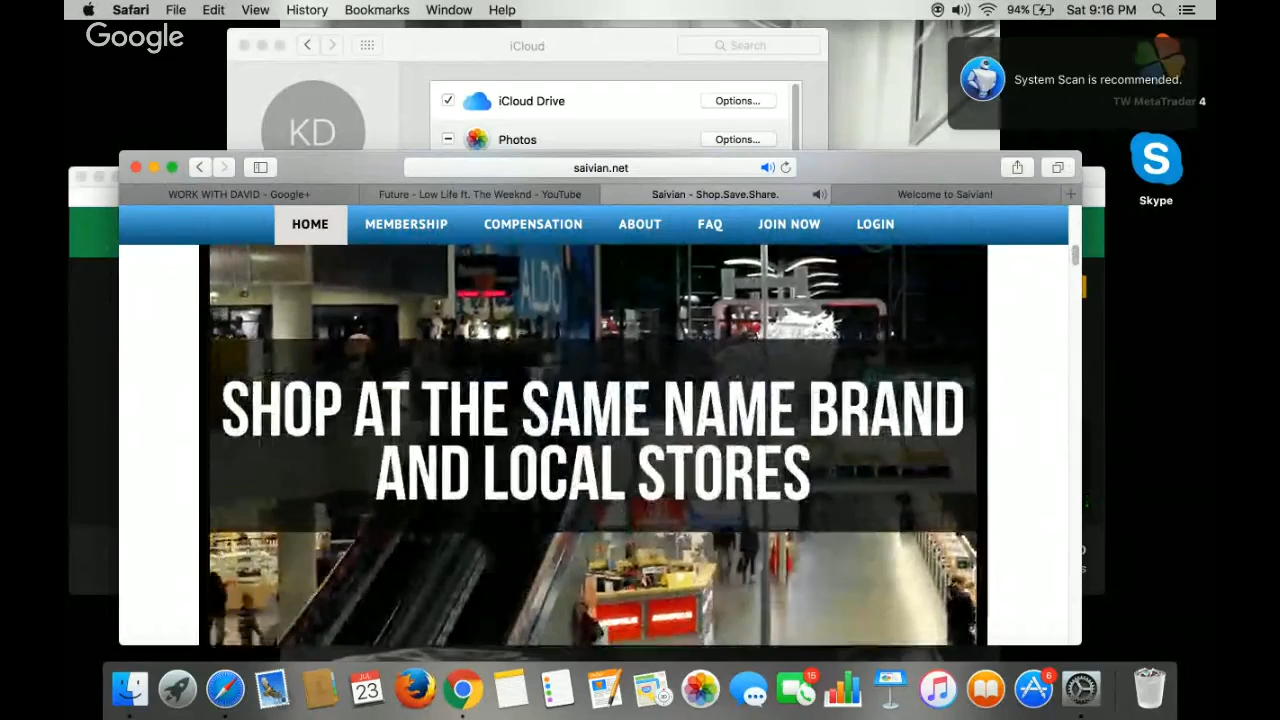 Safari File Edit View History Bookmarks Window Help 94% Sat 9:16 PM
Google
iCloud
Search
System Scan is recommended.
KD
iCloud Drive
Options...
TW MetaTrader 4
Photos
Options...
saivian.net
Skype
WORK WITH DAVID - Google+ Future - Low Life ft. The Weeknd - YouTube Saivian - Shop.Save.Share. Welcome to Saivian!
HOME MEMBERSHIP COMPENSATION ABOUT FAQ JOIN NOW LOGIN
ALDO
SHOP AT THE SAME NAME BRAND
AND LOCAL STORES
JUL
23
15
6